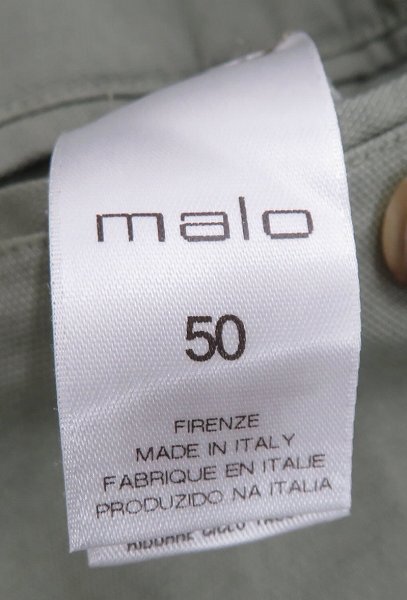 malo
50
FIRENZE
MADE IN ITALY
FABRIQUE EN ITALIE
PRODUZIDO NA ITALIA